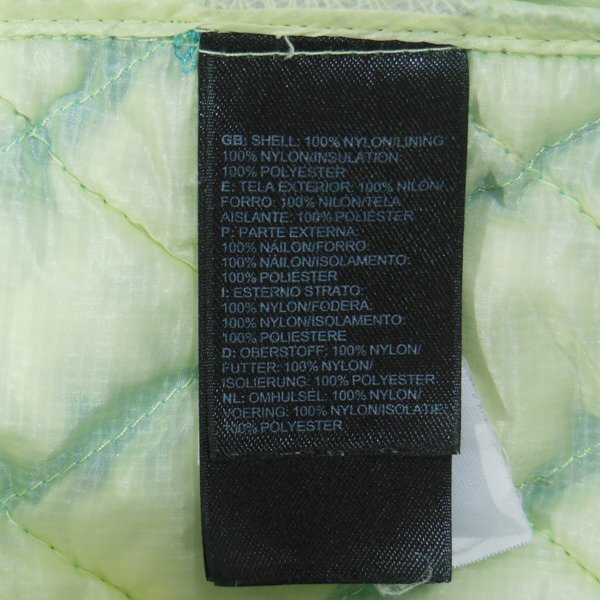 GB: SHELL: 100% NYLON/LINING:
100% NYLON/INSULATION:
100% POLYESTER
E: TELA EXTERIOR: 100% NILÓN/
FORRO: 100% NILÓN/TELA
AISLANTE: 100% POLIÉSTER
P: PARTE EXTERNA:
100% NÁILON/FORRO:
100% NÁILON/ISOLAMENTO:
100% POLIÉSTER
I: ESTERNO STRATO:
100% NYLON/FODERA:
100% NYLON/ISOLAMENTO:
100% POLIESTERE
D: OBERSTOFF: 100% NYLON/
FUTTER: 100% NYLON/
ISOLIERUNG: 100% POLYESTER
NL: OMHULSEL: 100% NYLON/
VOERING: 100% NYLON/ISOLATIE:
100% POLYESTER